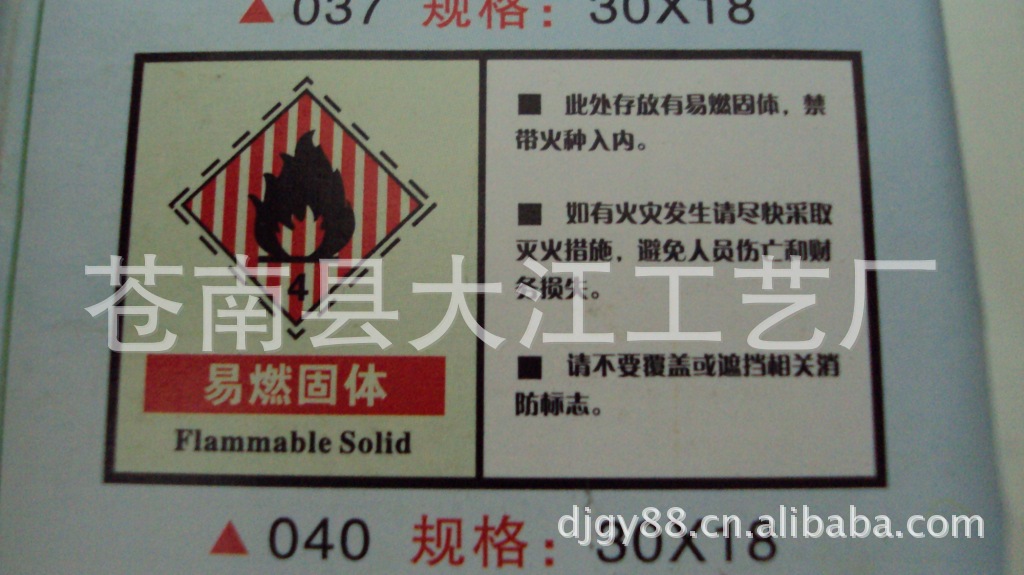 ▲ 037 规格：30X18
4
易燃固体
Flammable Solid
■ 此处存放有易燃固体，禁
带火种入内。
■ 如有火灾发生请尽快采取
灭火措施，避免人员伤亡和财
务损失。
■ 请不要覆盖或遮挡相关消
防标志。
苍南县大江工艺厂
▲ 040 规格：30X18
djgy88.cn.alibaba.com